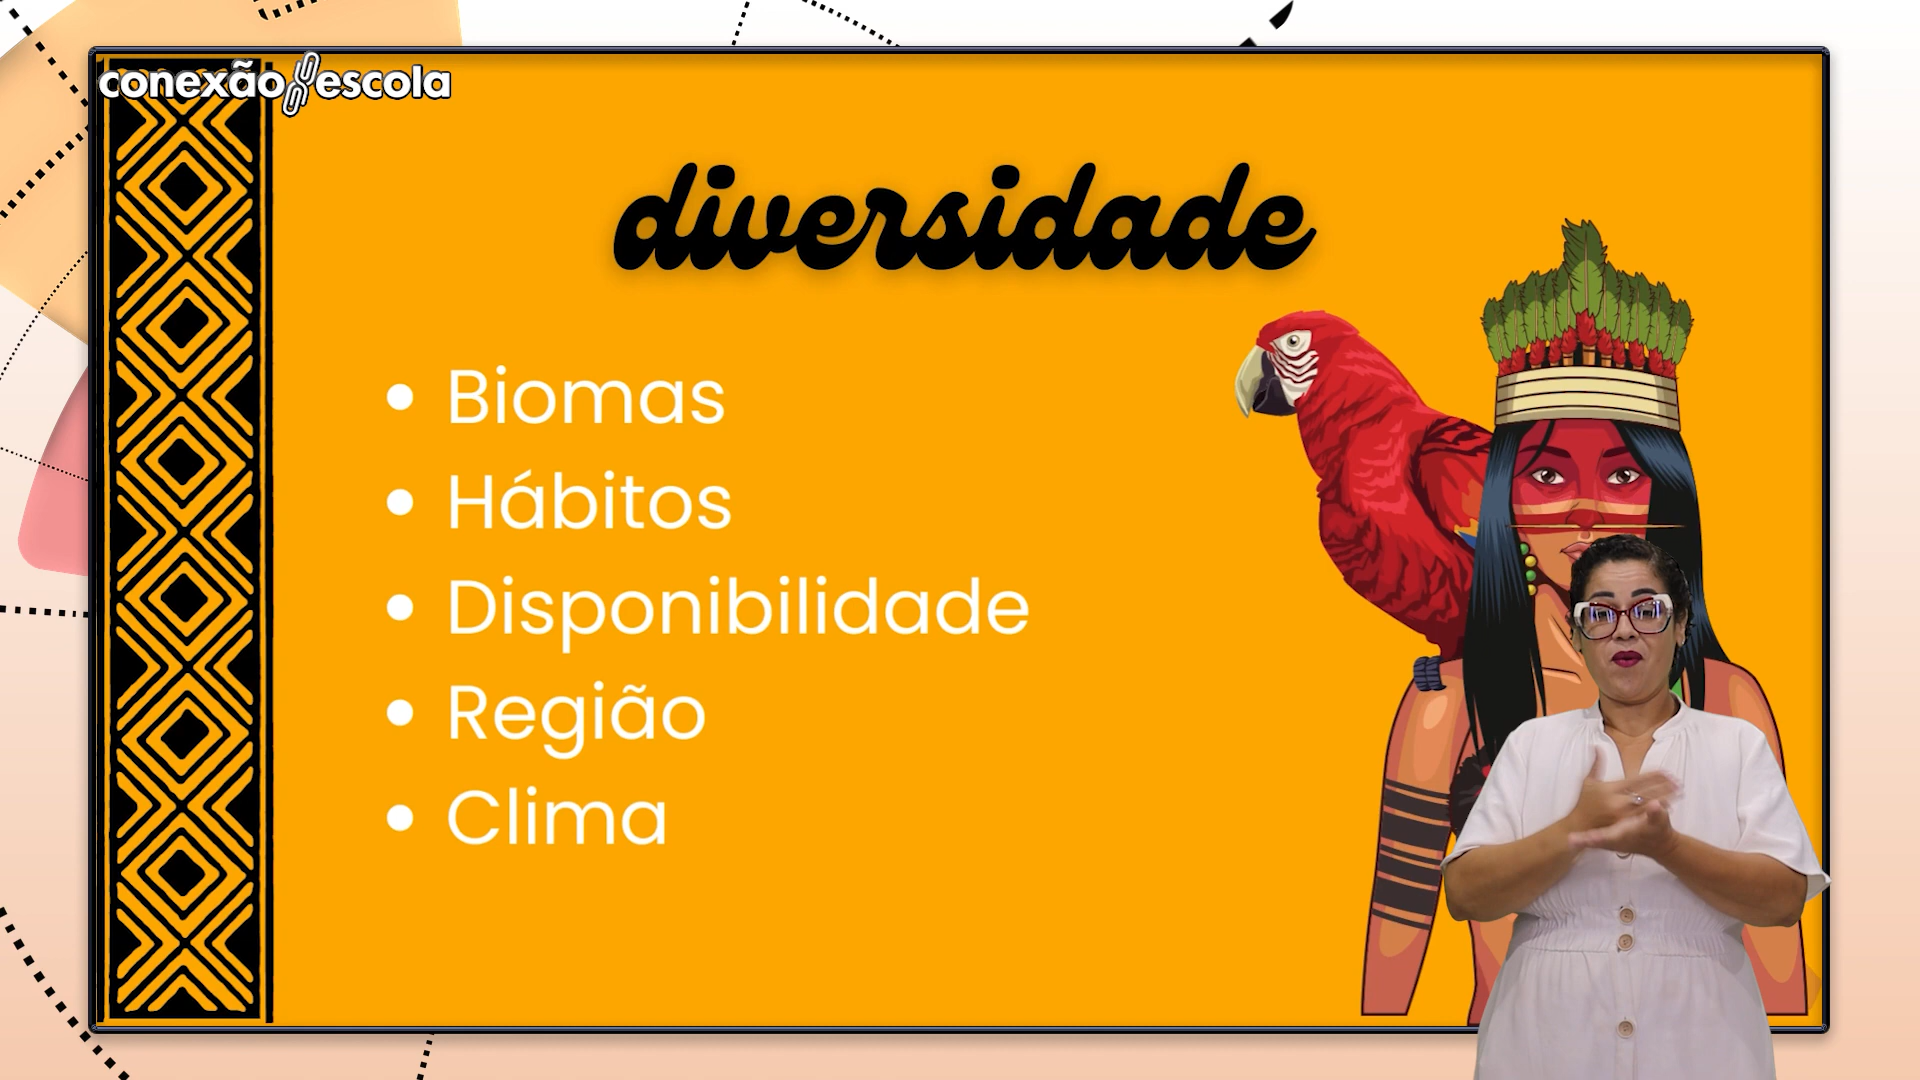 conexão escola
diversidade
Biomas
Hábitos
Disponibilidade
Região
Clima